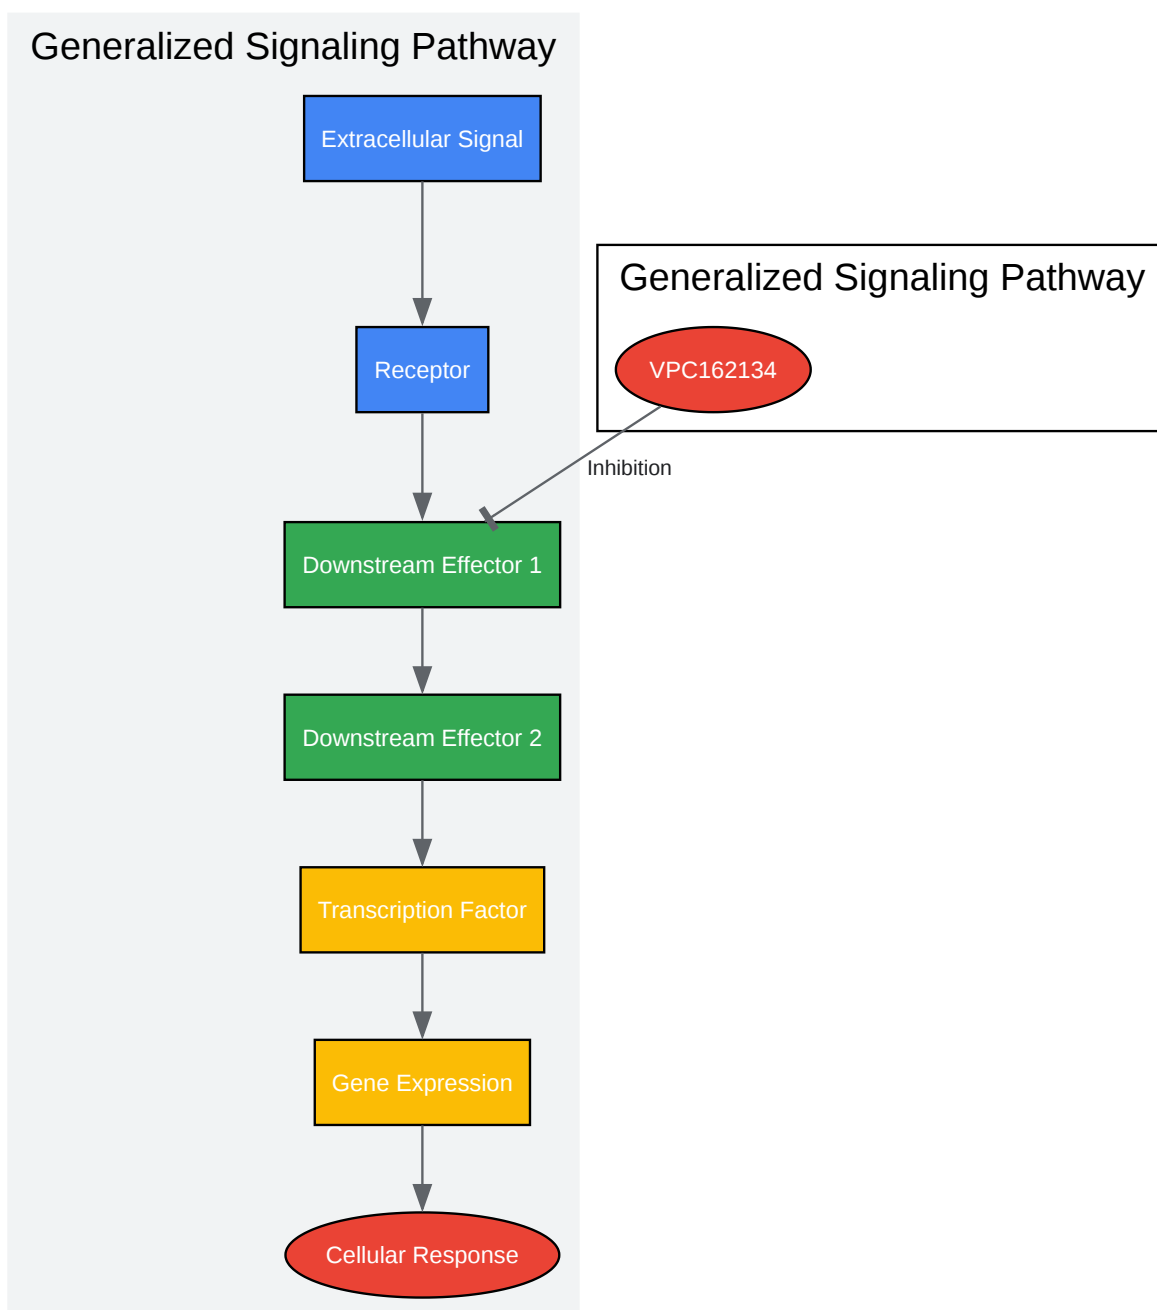 Generalized Signaling Pathway
Extracellular Signal
Generalized Signaling Pathway
Receptor
VPC162134
Inhibition
Downstream Effector 1
Downstream Effector 2
Transcription Factor
Gene Expression
Cellular Response